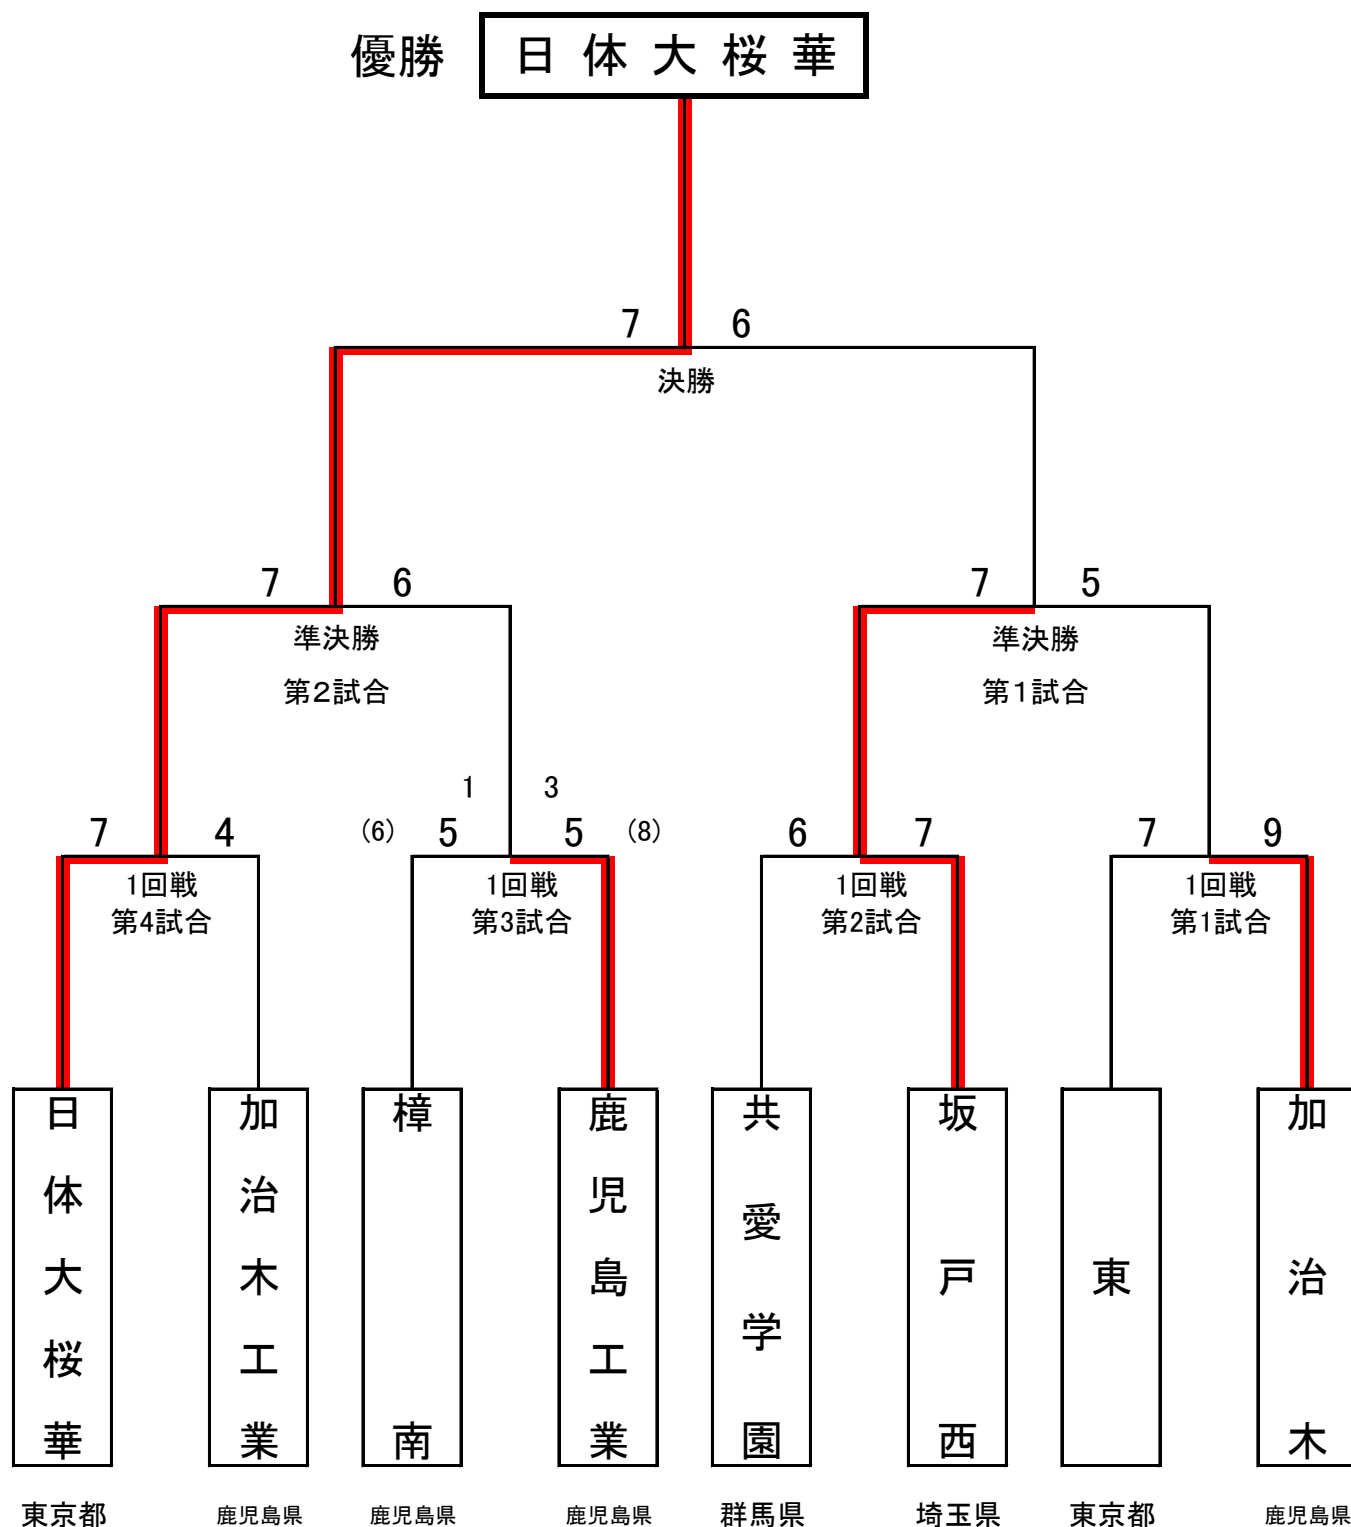 優勝 日体大桜華
7 6
決勝
7 6 7 5
準決勝 準決勝
第2試合 第1試合
1 3
7 4 (6) 5 5 (8) 6 7 7 9
1回戦 1回戦 1回戦 1回戦
第4試合 第3試合 第2試合 第1試合
日体大桜華
加治木工業
樟南
鹿児島工業
共愛学園
坂戸西
東
加治木
東京都 鹿児島県 鹿児島県 鹿児島県 群馬県 埼玉県 東京都 鹿児島県